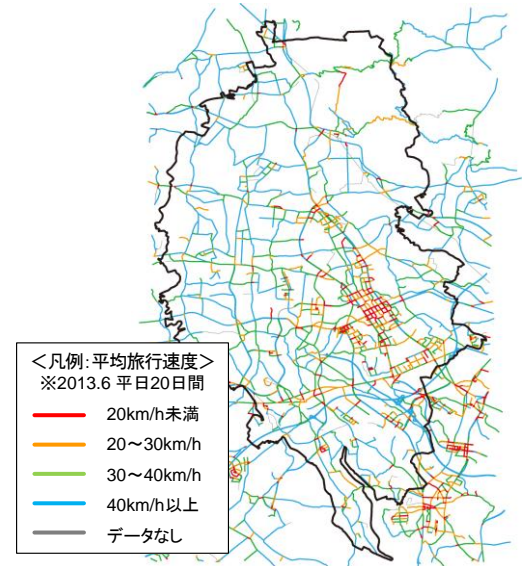 ＜凡例:平均旅行速度＞
※2013.6 平日20日間
20km/h未満
20～30km/h
30～40km/h
40km/h以上
データなし